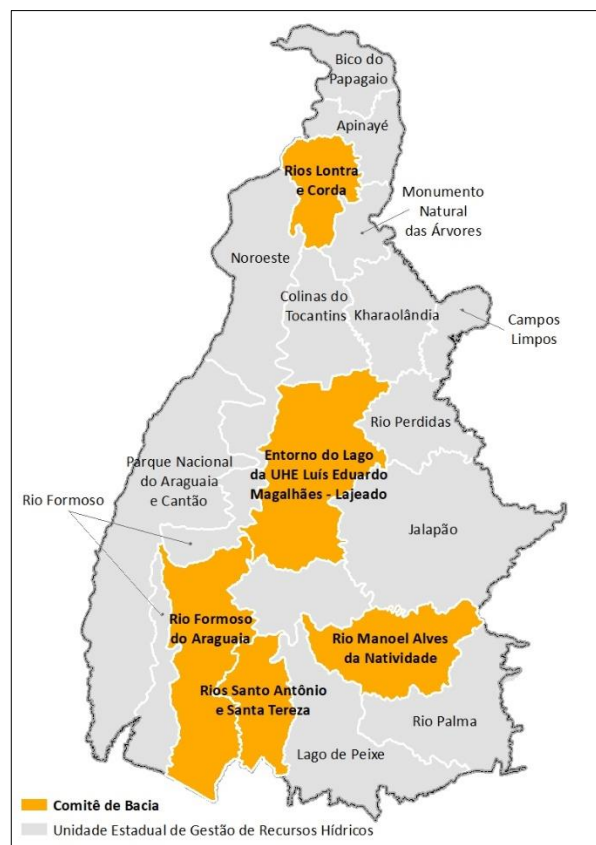 Bico do
Papagaio
Apinayé
Rios Lontra
e Corda
Monumento
Natural
das Árvores
Noroeste
Colinas do
Tocantins
Kharaolândia
Campos
Limpos
Rio Perdidas
Entorno do Lago
da UHE Luís Eduardo
Magalhães - Lajeado
Parque Nacional
do Araguaia
e Cantão
Rio Formoso
Jalapão
Rio Formoso
do Araguaia
Rio Manoel Alves
da Natividade
Rios Santo Antônio
e Santa Tereza
Rio Palma
Lago de Peixe
Comitê de Bacia
Unidade Estadual de Gestão de Recursos Hídricos